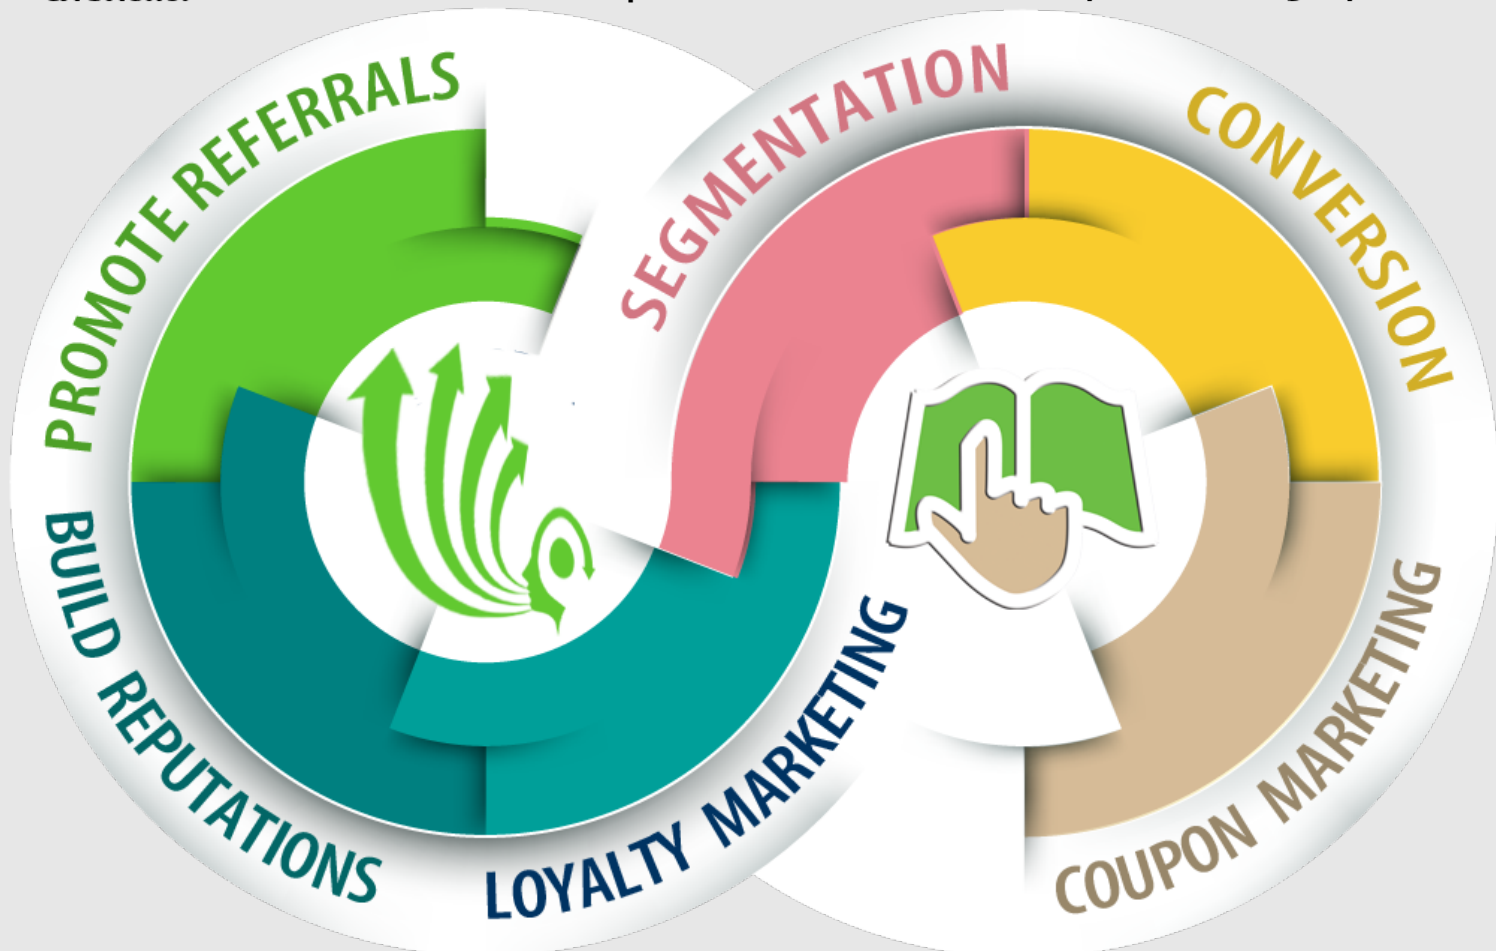 PROMOTE REFERRALS
SEGMENTATION
CONVERSION
BUILD REPUTATIONS
LOYALTY MARKETING
COUPON MARKETING